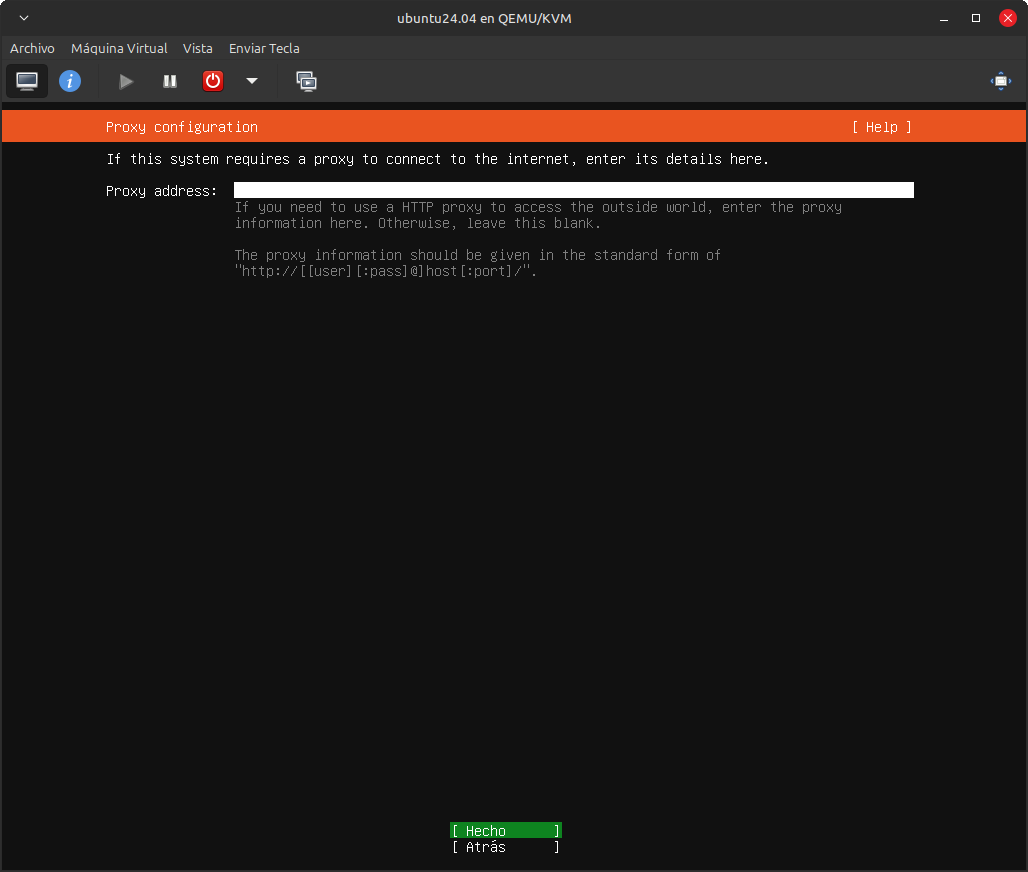 ubuntu24.04 en QEMU/KVM
Archivo Máquina Virtual Vista Enviar Tecla
Proxy configuration [ Help ]
If this system requires a proxy to connect to the internet, enter its details here.
Proxy address:
If you need to use a HTTP proxy to access the outside world, enter the proxy
information here. Otherwise, leave this blank.
The proxy information should be given in the standard form of
"http://[[user][:pass]@]host[:port]/".
[ Hecho ]
[ Atrás ]